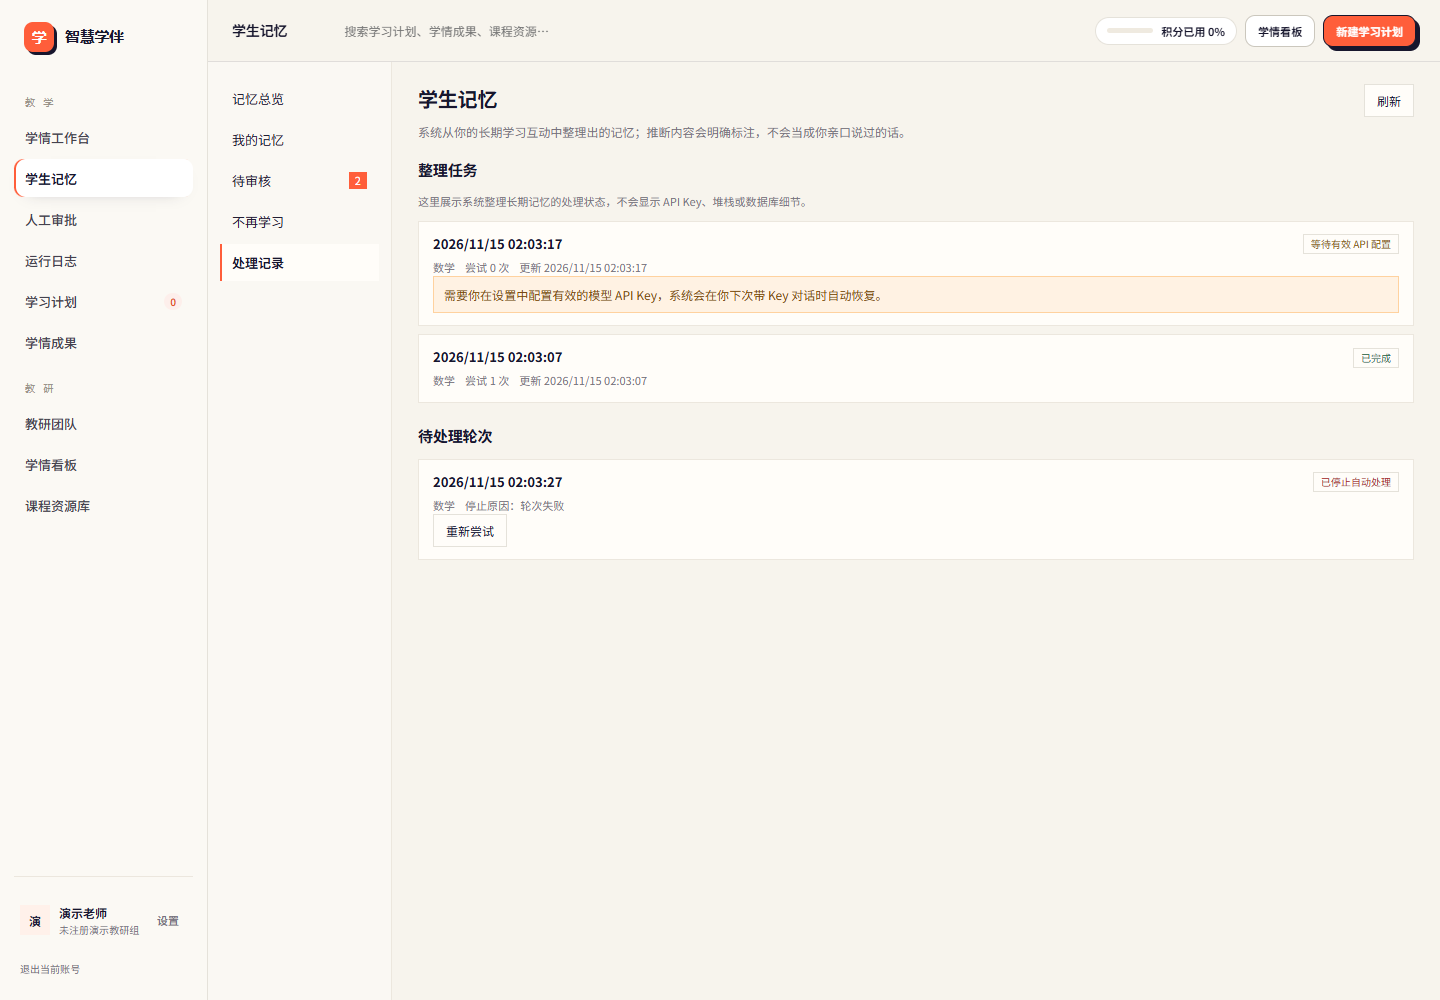 学 智慧学伴
教 学
学情工作台
学生记忆
人工审批
运行日志
学习计划 0
学情成果
教 研
教研团队
学情看板
课程资源库
演 演示老师
未注册演示教研组
设置
退出当前账号
学生记忆
搜索学习计划、学情成果、课程资源…
积分已用 0%
学情看板
新建学习计划
记忆总览
我的记忆
待审核 2
不再学习
处理记录
学生记忆
刷新
系统从你的长期学习互动中整理出的记忆；推断内容会明确标注，不会当成你亲口说过的话。
整理任务
这里展示系统整理长期记忆的处理状态，不会显示 API Key、堆栈或数据库细节。
2026/11/15 02:03:17
等待有效 API 配置
数学 尝试 0 次 更新 2026/11/15 02:03:17
需要你在设置中配置有效的模型 API Key，系统会在你下次带 Key 对话时自动恢复。
2026/11/15 02:03:07
已完成
数学 尝试 1 次 更新 2026/11/15 02:03:07
待处理轮次
2026/11/15 02:03:27
已停止自动处理
数学 停止原因：轮次失败
重新尝试